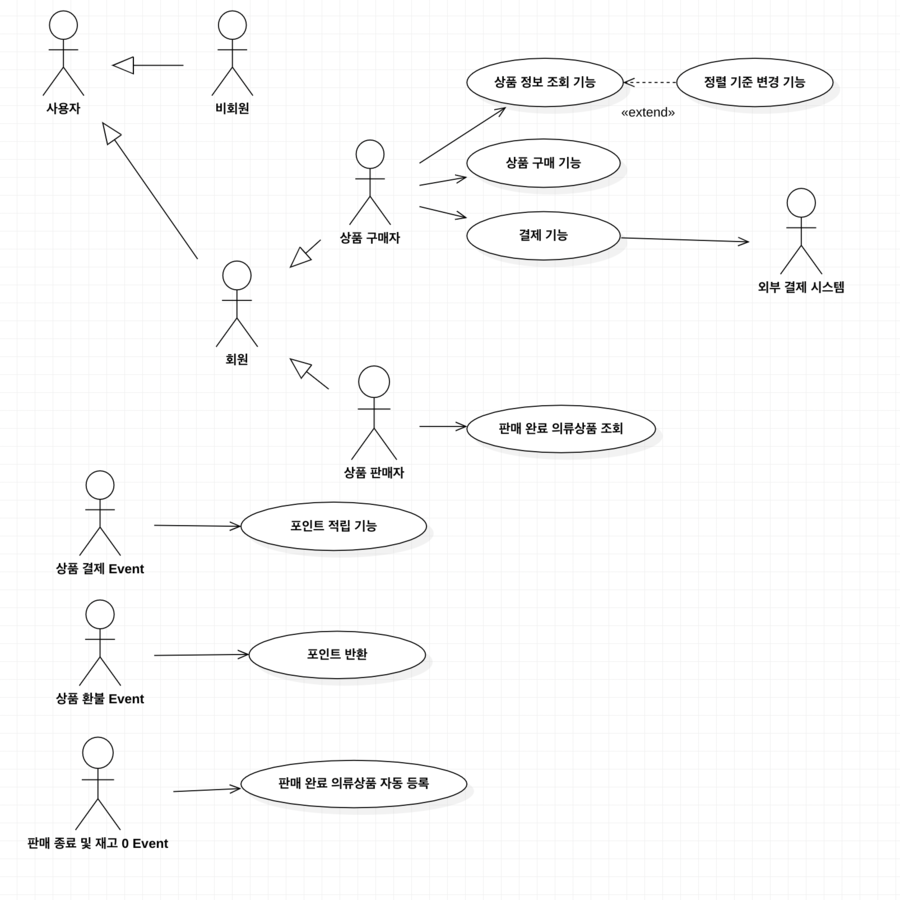 사용자
비회원
상품 정보 조회 기능
정렬 기준 변경 기능
«extend»
상품 구매 기능
상품 구매자
결제 기능
외부 결제 시스템
회원
판매 완료 의류상품 조회
상품 판매자
포인트 적립 기능
상품 결제 Event
포인트 반환
상품 환불 Event
판매 완료 의류상품 자동 등록
판매 종료 및 재고 0 Event